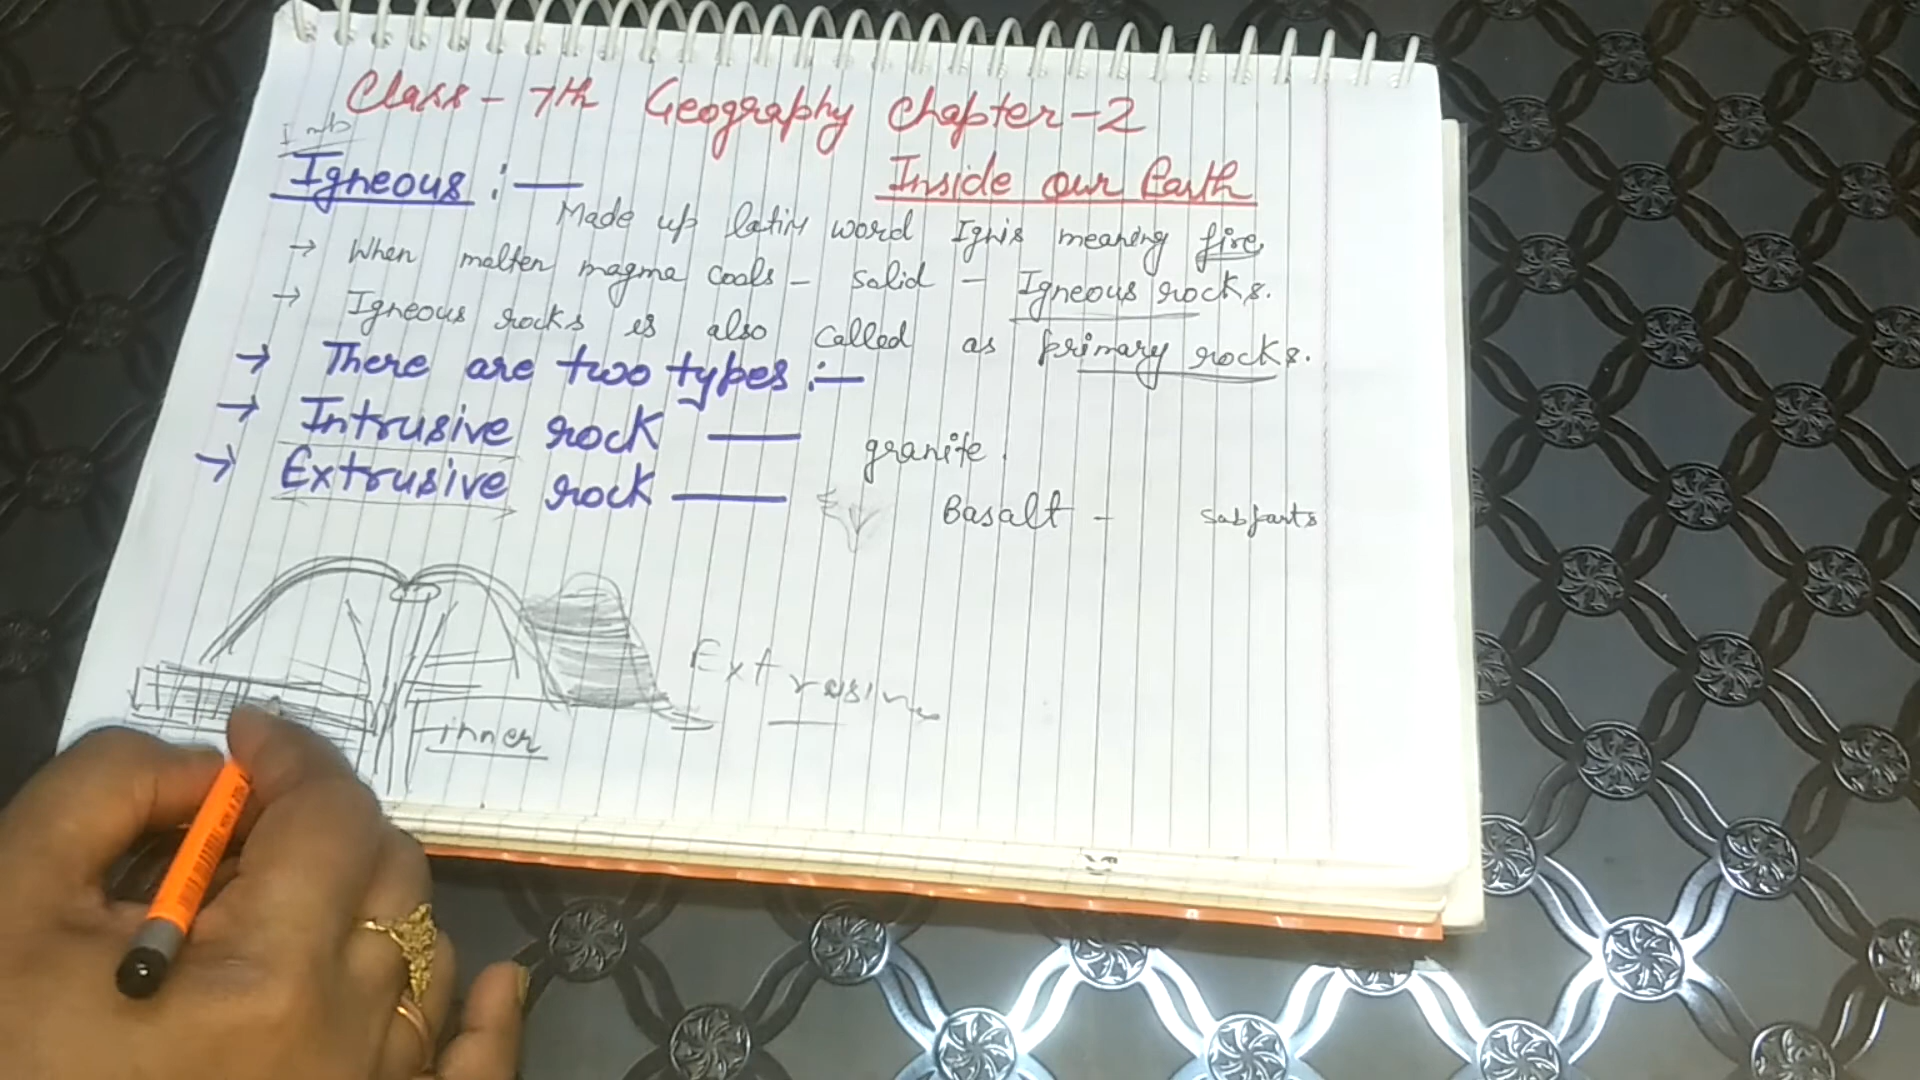 Class - 7th Geography Chapter-2
Inside our Earth
Igneous :—
Made up latin word Ignis meaning fire
→ When molten magma cools - solid - Igneous rocks.
→ Igneous rocks is also called as primary rocks.
→ There are two types :—
→ Intrusive rock — granite.
→ Extrusive rock — Basalt -
inner